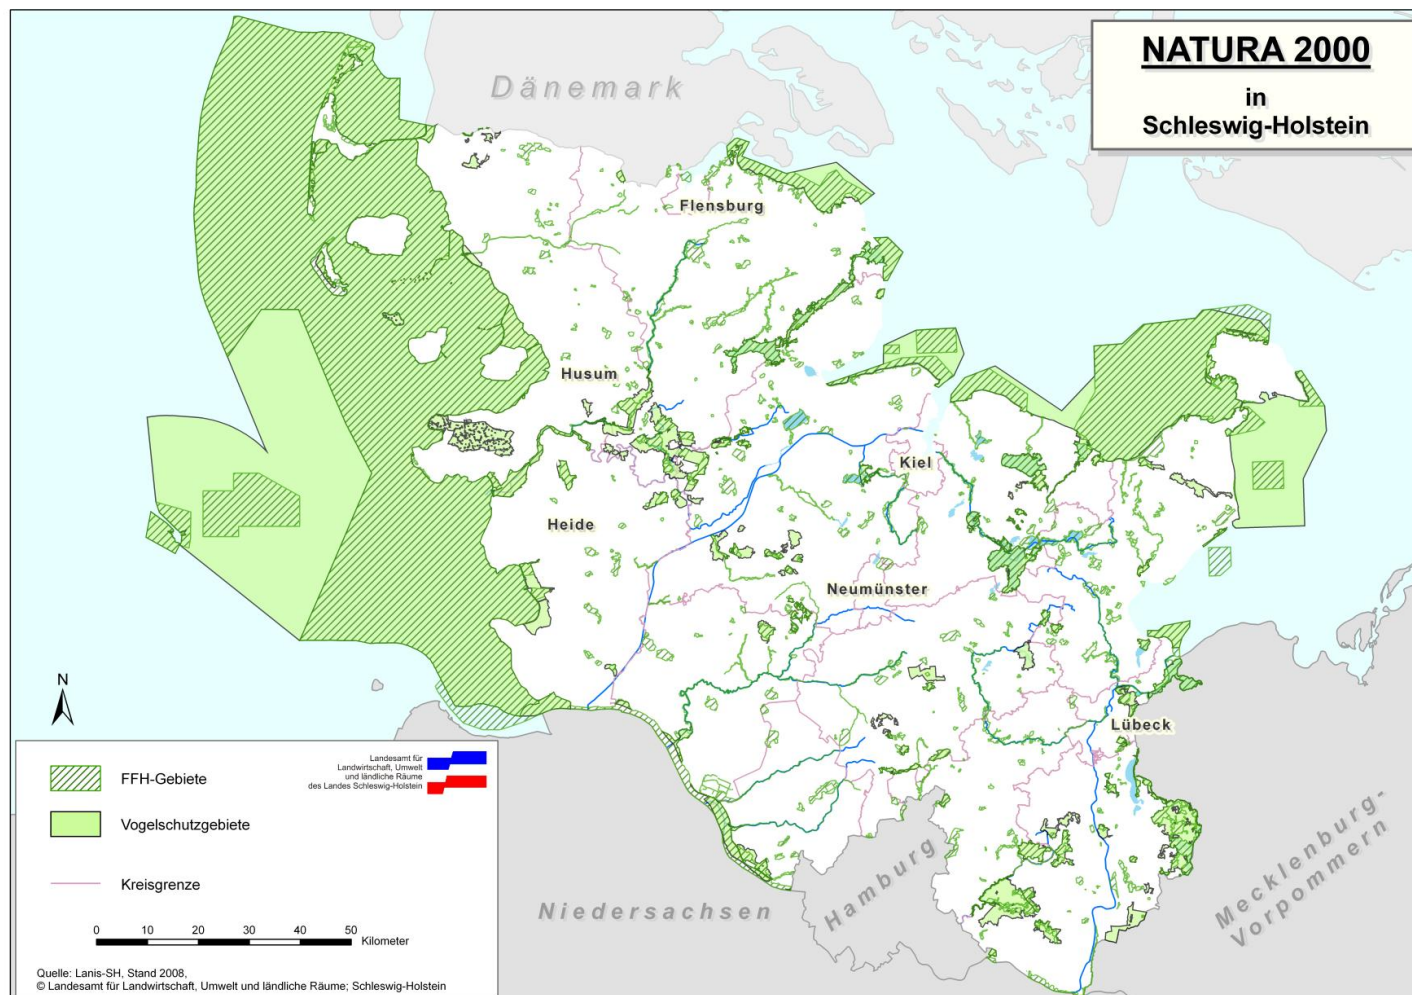 NATURA 2000
in
Schleswig-Holstein
Dänemark
Flensburg
Husum
Kiel
Heide
Neumünster
Lübeck
Hamburg
Niedersachsen
Mecklenburg-
Vorpommern
N
Landesamt für
Landwirtschaft, Umwelt
und ländliche Räume
des Landes Schleswig-Holstein
FFH-Gebiete
Vogelschutzgebiete
Kreisgrenze
0 10 20 30 40 50
Kilometer
Quelle: Lanis-SH, Stand 2008,
© Landesamt für Landwirtschaft, Umwelt und ländliche Räume; Schleswig-Holstein